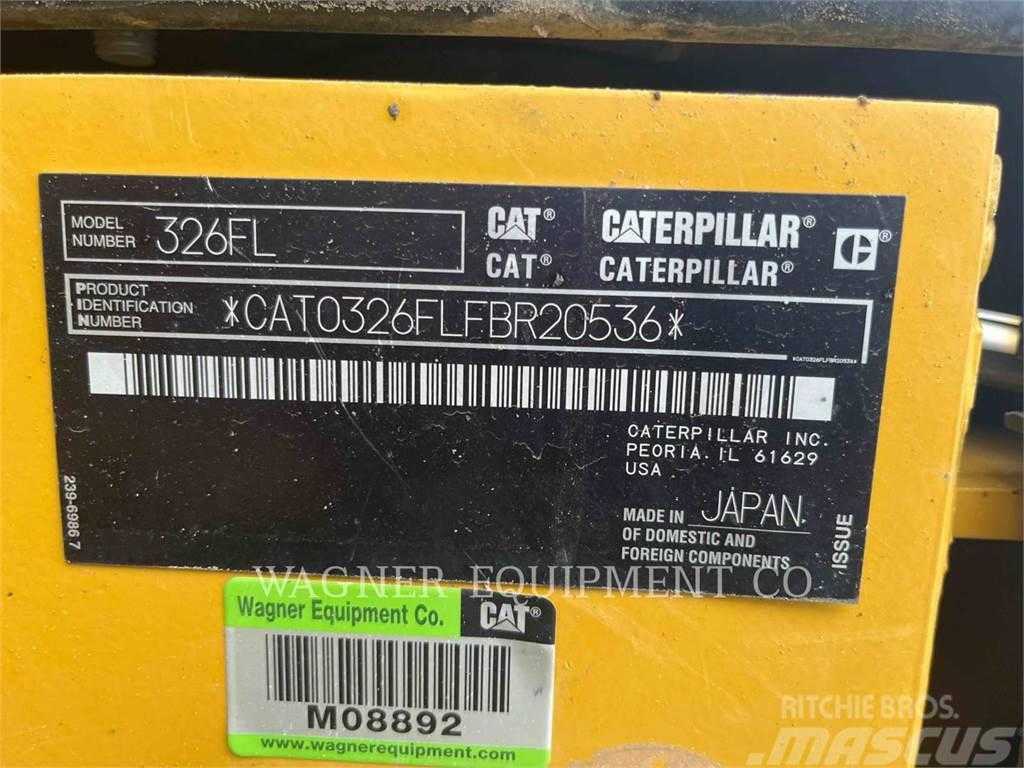 MODEL NUMBER 326FL
CAT® CATERPILLAR®
CAT® CATERPILLAR®
PRODUCT
IDENTIFICATION
NUMBER
*CAT0326FLFBR20536*
*CAT0326FLFBR20536*
CATERPILLAR INC.
PEORIA.IL 61629
USA
MADE IN JAPAN
OF DOMESTIC AND
FOREIGN COMPONENTS
239-6986 7
ISSUE
WAGNER EQUIPMENT CO
Wagner Equipment Co. CAT®
M08892
www.wagnerequipment.com
RITCHIE BROS.
MASCUS